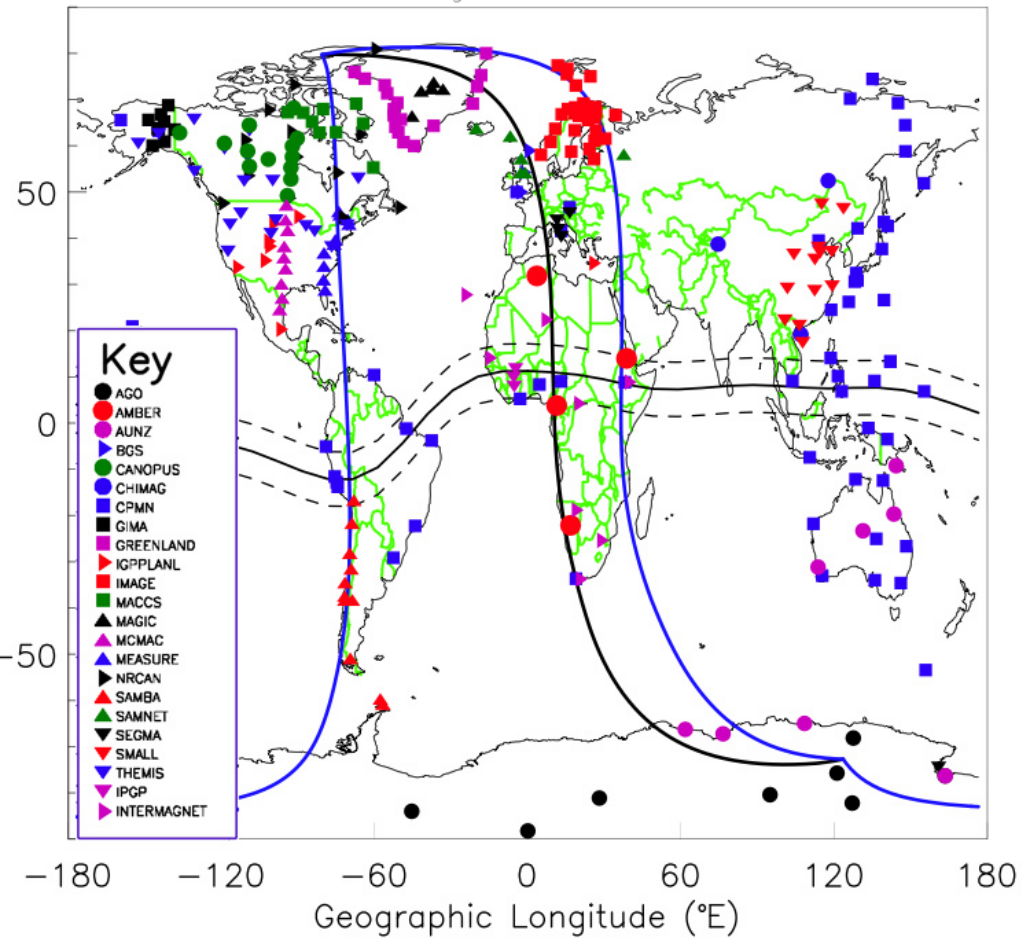 50
0
-50
Key
AGO
AMBER
AUNZ
BGS
CANOPUS
CHIMAG
CPMN
GIMA
GREENLAND
IGPPLANL
IMAGE
MACCS
MAGIC
MCMAC
MEASURE
NRCAN
SAMBA
SAMNET
SEGMA
SMALL
THEMIS
IPGP
INTERMAGNET
-180 -120 -60 0 60 120 180
Geographic Longitude (°E)